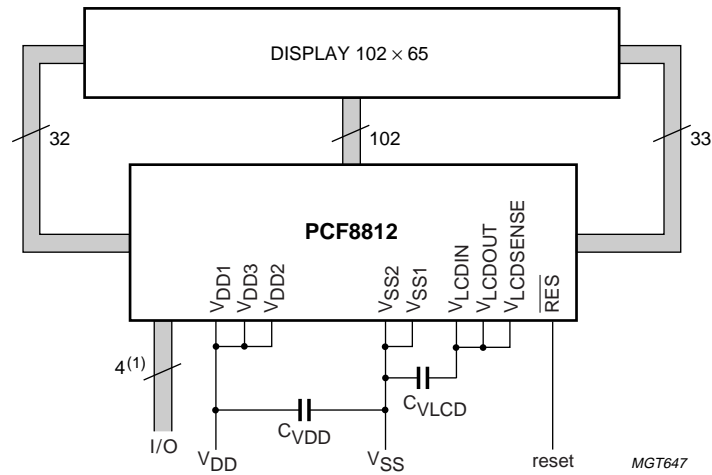 DISPLAY 102 × 65
32
102
33
PCF8812
VDD1
VDD3
VDD2
VSS2
VSS1
VLCDIN
VLCDOUT
VLCDSENSE
RES
4(1)
CVLCD
CVDD
I/O
VDD
VSS
reset
MGT647